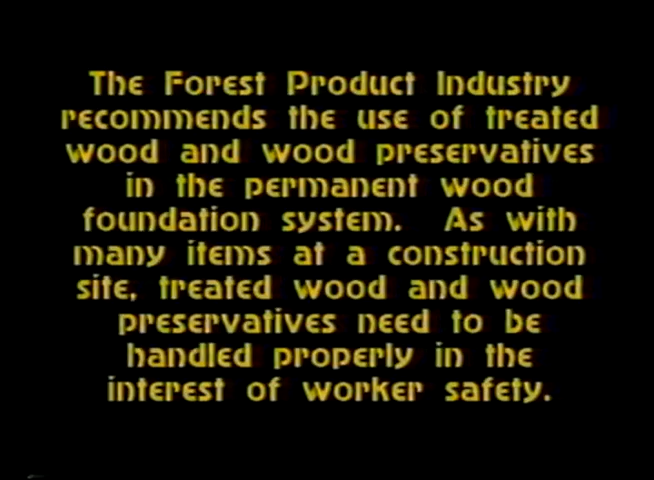 The Forest Product Industry
recommends the use of treated
wood and wood preservatives
in the permanent wood
foundation system. As with
many items at a construction
site, treated wood and wood
preservatives need to be
handled properly in the
interest of worker safety.